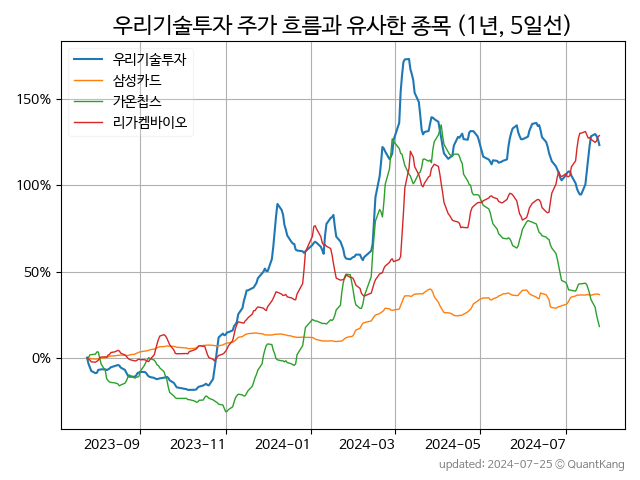 우리기술투자 주가 흐름과 유사한 종목 (1년, 5일선)
우리기술투자
삼성카드
가온칩스
리가켐바이오
150%
100%
50%
0%
2023-09 2023-11 2024-01 2024-03 2024-05 2024-07
updated: 2024-07-25 © QuantKang